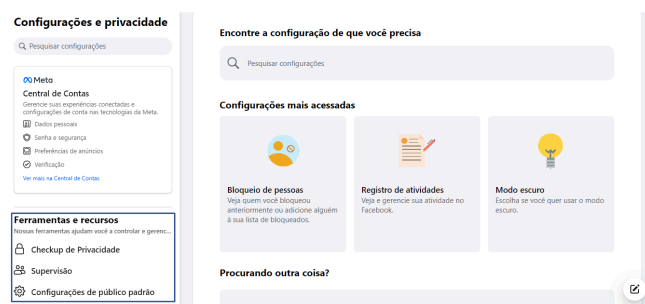 Configurações e privacidade
Pesquisar configurações
Meta
Central de Contas
Gerencie suas experiências conectadas e
configurações de conta nas tecnologias da Meta.
Dados pessoais
Senha e segurança
Preferências de anúncios
Verificação
Ver mais na Central de Contas
Ferramentas e recursos
Nossas ferramentas ajudam você a controlar e gerenc...
Checkup de Privacidade
Supervisão
Configurações de público padrão
Encontre a configuração de que você precisa
Pesquisar configurações
Configurações mais acessadas
Bloqueio de pessoas
Veja quem você bloqueou
anteriormente ou adicione alguém
à sua lista de bloqueados.
Registro de atividades
Veja e gerencie sua atividade no
Facebook.
Modo escuro
Escolha se você quer usar o modo
escuro.
Procurando outra coisa?